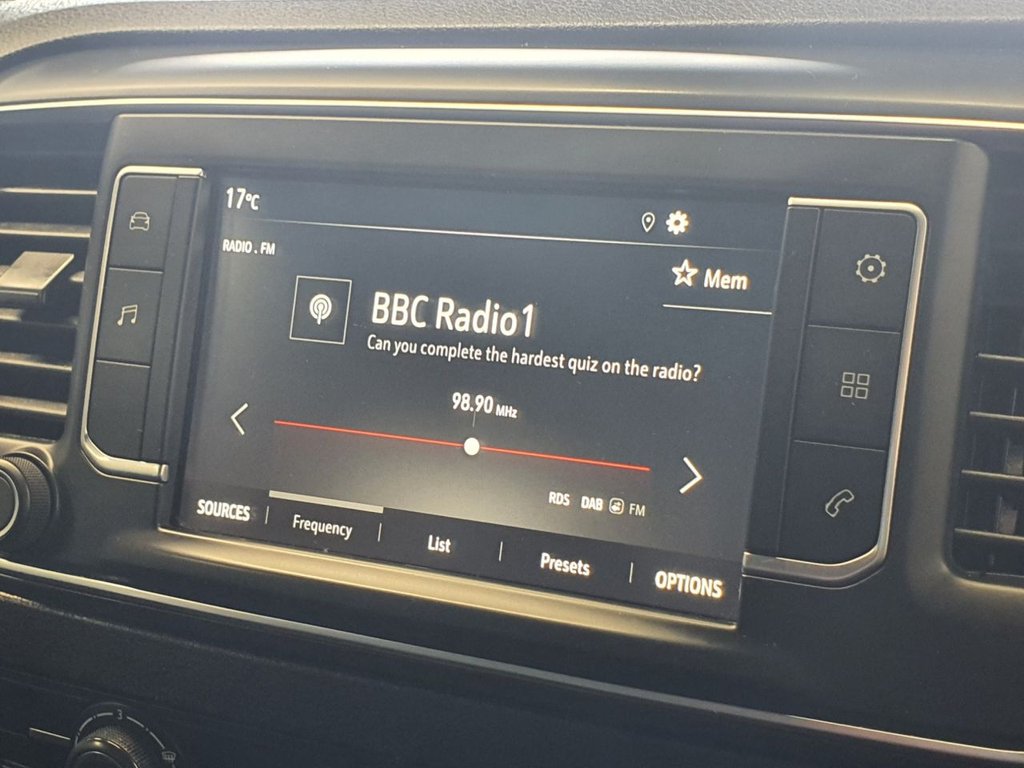 17°C
RADIO . FM
Mem
BBC Radio1
Can you complete the hardest quiz on the radio?
98.90 MHz
RDS DAB FM
SOURCES Frequency List Presets OPTIONS
3